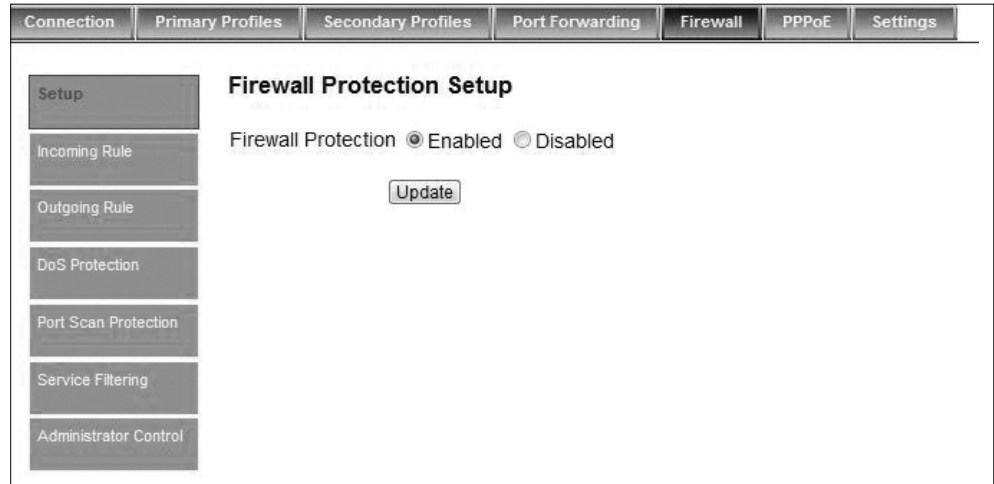 Connection Primary Profiles Secondary Profiles Port Forwarding Firewall PPPoE Settings
Setup
Incoming Rule
Outgoing Rule
DoS Protection
Port Scan Protection
Service Filtering
Administrator Control
Firewall Protection Setup
Firewall Protection Enabled Disabled
Update